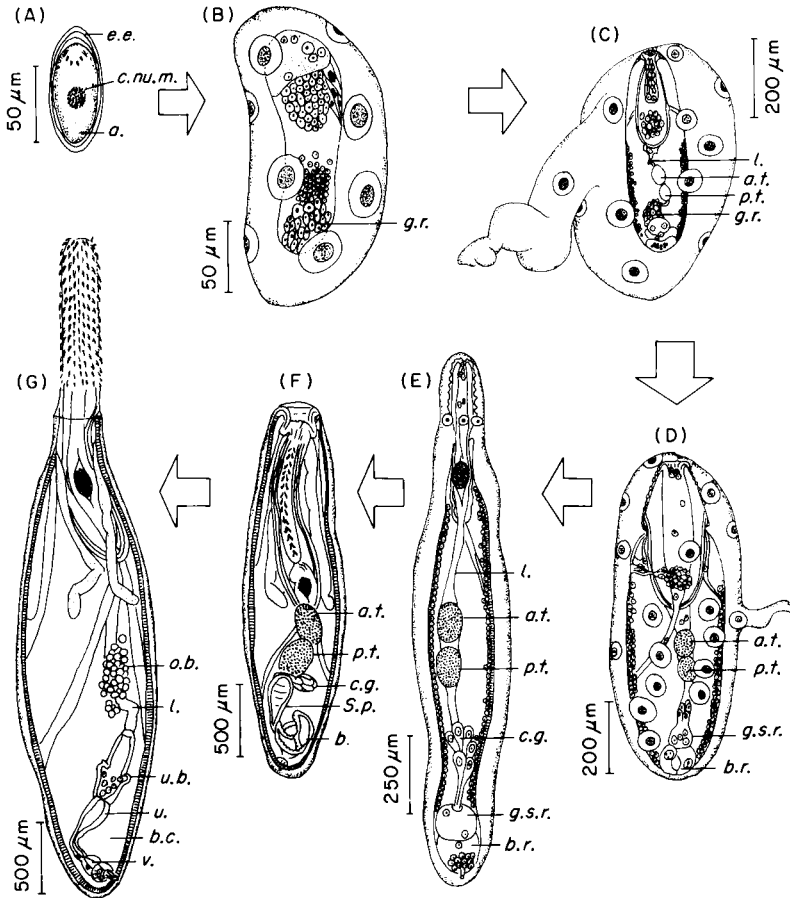 (A)
e.e.
c.nu.m.
a.
50 μm
(B)
g.r.
50 μm
(C)
200 μm
l.
a.t.
p.t.
g.r.
(D)
a.t.
p.t.
g.s.r.
b.r.
200 μm
(E)
l.
a.t.
p.t.
c.g.
g.s.r.
b.r.
250 μm
(F)
a.t.
p.t.
c.g.
S.p.
b.
500 μm
(G)
o.b.
l.
u.b.
u.
b.c.
v.
500 μm